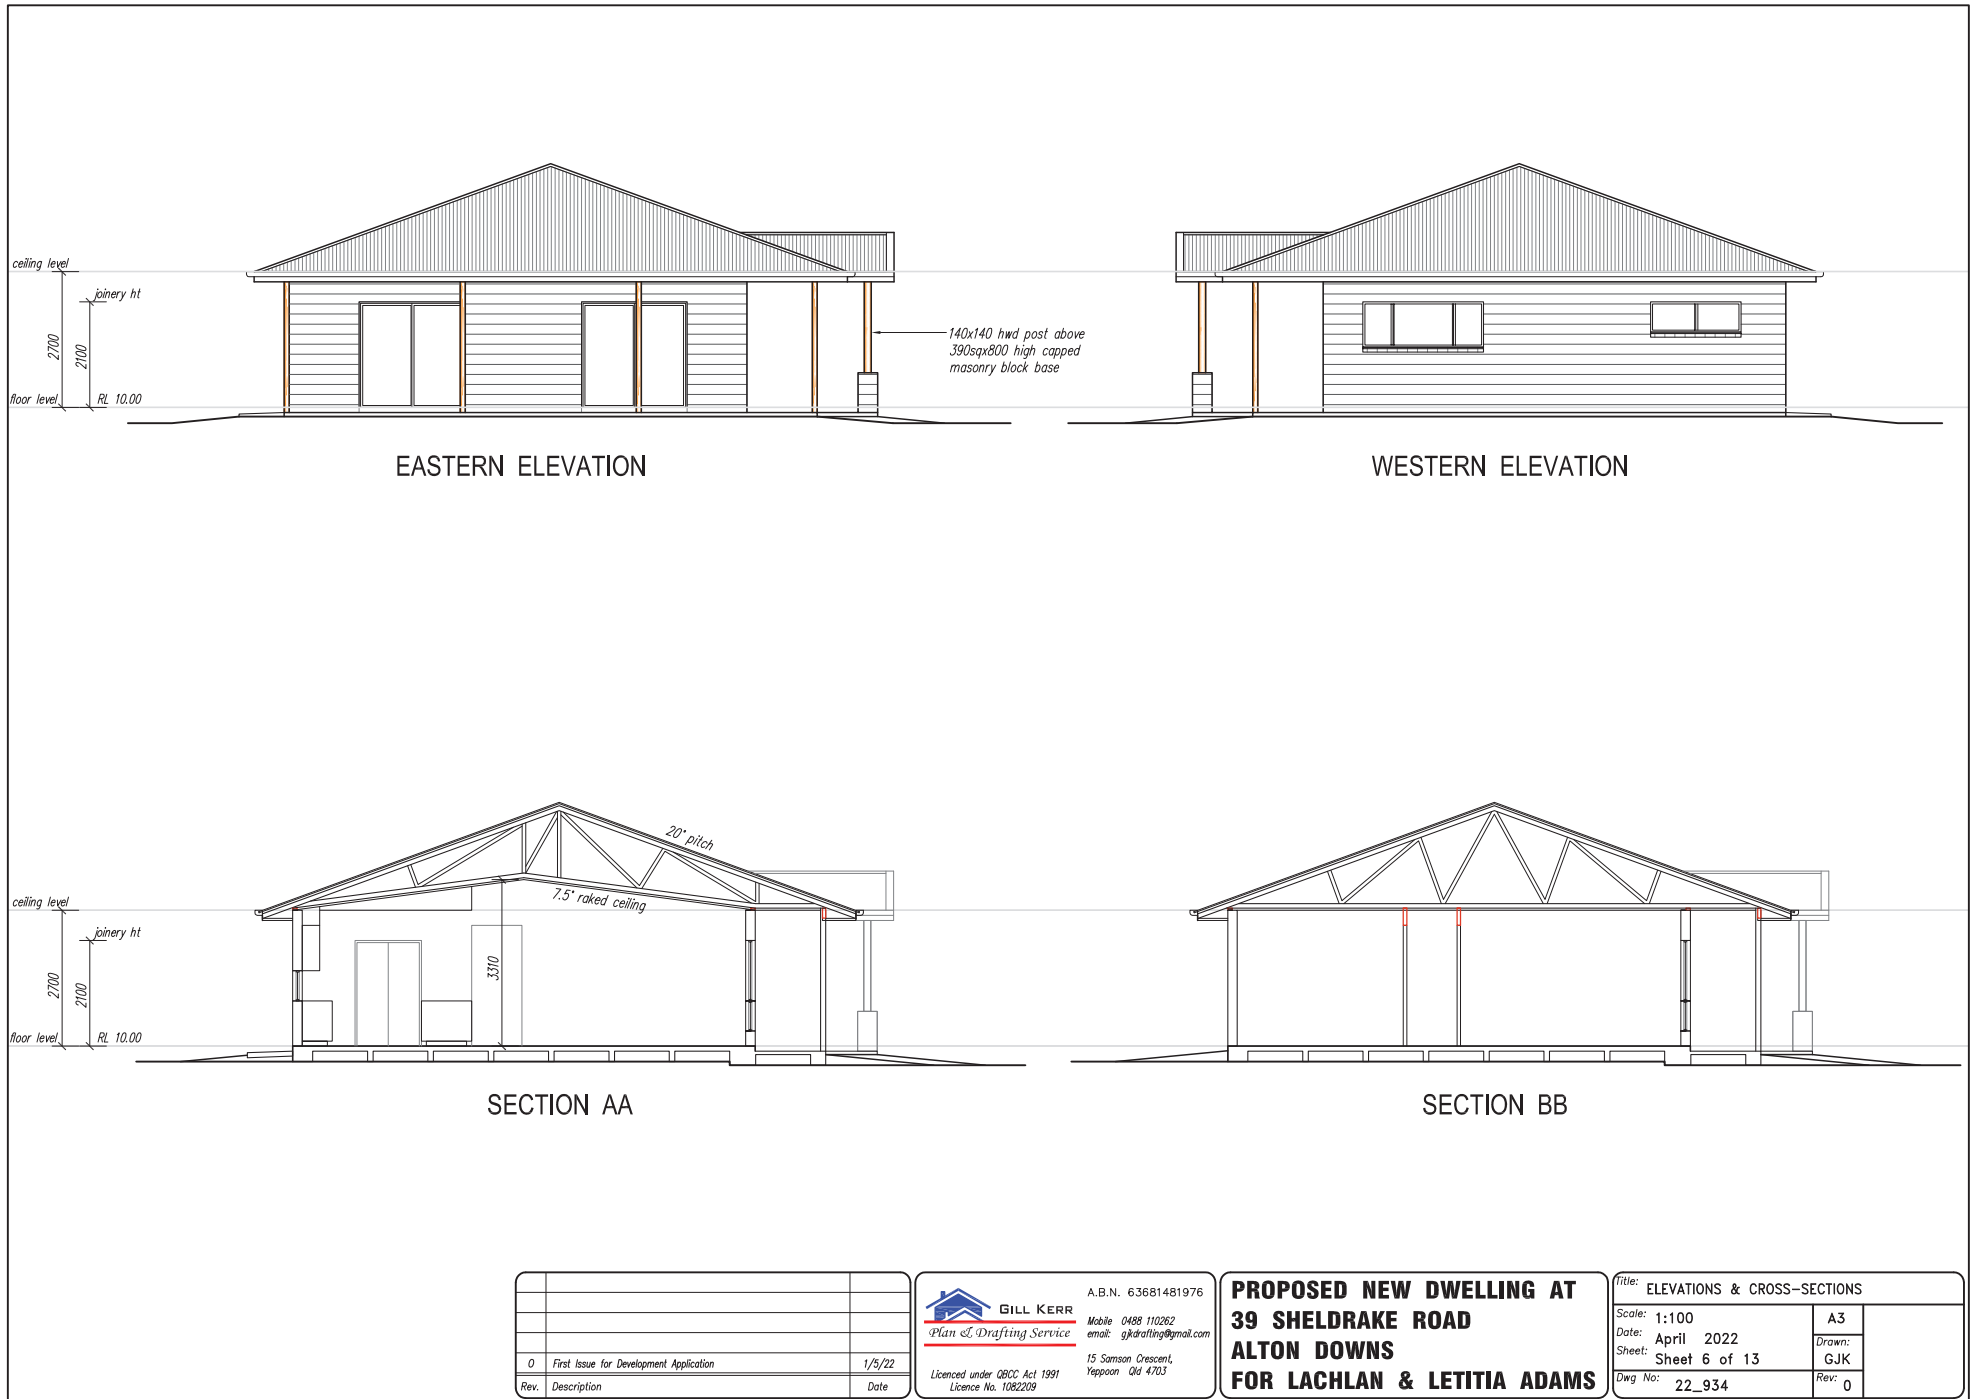 ceiling level
joinery ht
2700
2100
floor level
RL 10.00
140x140 hwd post above
390sqx800 high capped
masonry block base
EASTERN ELEVATION
WESTERN ELEVATION
20° pitch
7.5° raked ceiling
ceiling level
joinery ht
2700
2100
3310
floor level
RL 10.00
SECTION AA
SECTION BB
0 First Issue for Development Application 1/5/22
Rev. Description Date
GILL KERR
Plan & Drafting Service
Licenced under QBCC Act 1991
Licence No. 1082209
A.B.N. 63681481976
Mobile 0488 110262
email: gjkdrafting@gmail.com
15 Samson Crescent,
Yeppoon Qld 4703
PROPOSED NEW DWELLING AT
39 SHELDRAKE ROAD
ALTON DOWNS
FOR LACHLAN & LETITIA ADAMS
Title: ELEVATIONS & CROSS-SECTIONS
Scale: 1:100
A3
Date: April 2022
Sheet: Sheet 6 of 13
Drawn:
GJK
Dwg No: 22_934
Rev: 0